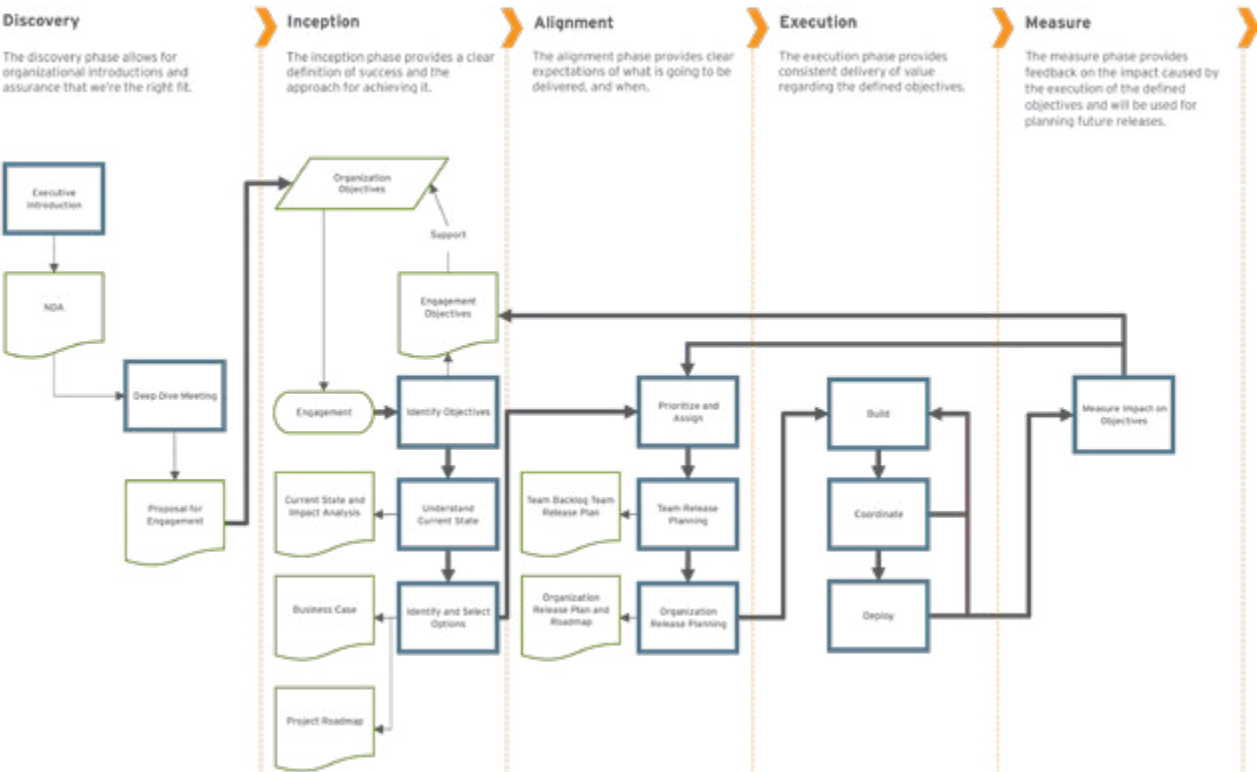 Discovery
The discovery phase allows for
organizational introductions and
assurance that we're the right fit.
Inception
The inception phase provides a clear
definition of success and the
approach for achieving it.
Alignment
The alignment phase provides clear
expectations of what is going to be
delivered, and when.
Execution
The execution phase provides
consistent delivery of value
regarding the defined objectives.
Measure
The measure phase provides
feedback on the impact caused by
the execution of the defined
objectives and will be used for
planning future releases.
Executive
Introduction
NDA
Deep Dive Meeting
Proposal for
Engagement
Organization
Objectives
Support
Engagement
Objectives
Engagement
Identify Objectives
Current State and
Impact Analysis
Understand
Current State
Business Case
Identify and Select
Options
Project Roadmap
Prioritize and
Assign
Team Backlog Team
Release Plan
Team Release
Planning
Organization
Release Plan and
Roadmap
Organization
Release Planning
Build
Coordinate
Deploy
Measure Impact on
Objectives